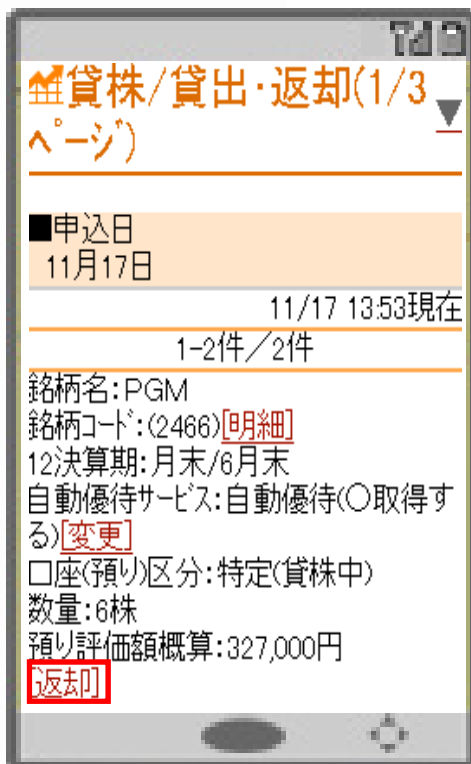 貸株/貸出・返却(1/3
ページ)
▼
■申込日
11月17日
11/17 13:53現在
1-2件／2件
銘柄名:PGM
銘柄コード:(2466)[明細]
12決算期:月末/6月末
自動優待サービス:自動優待(○取得す
る)[変更]
口座(預り)区分:特定(貸株中)
数量:6株
預り評価額概算:327,000円
[返却]